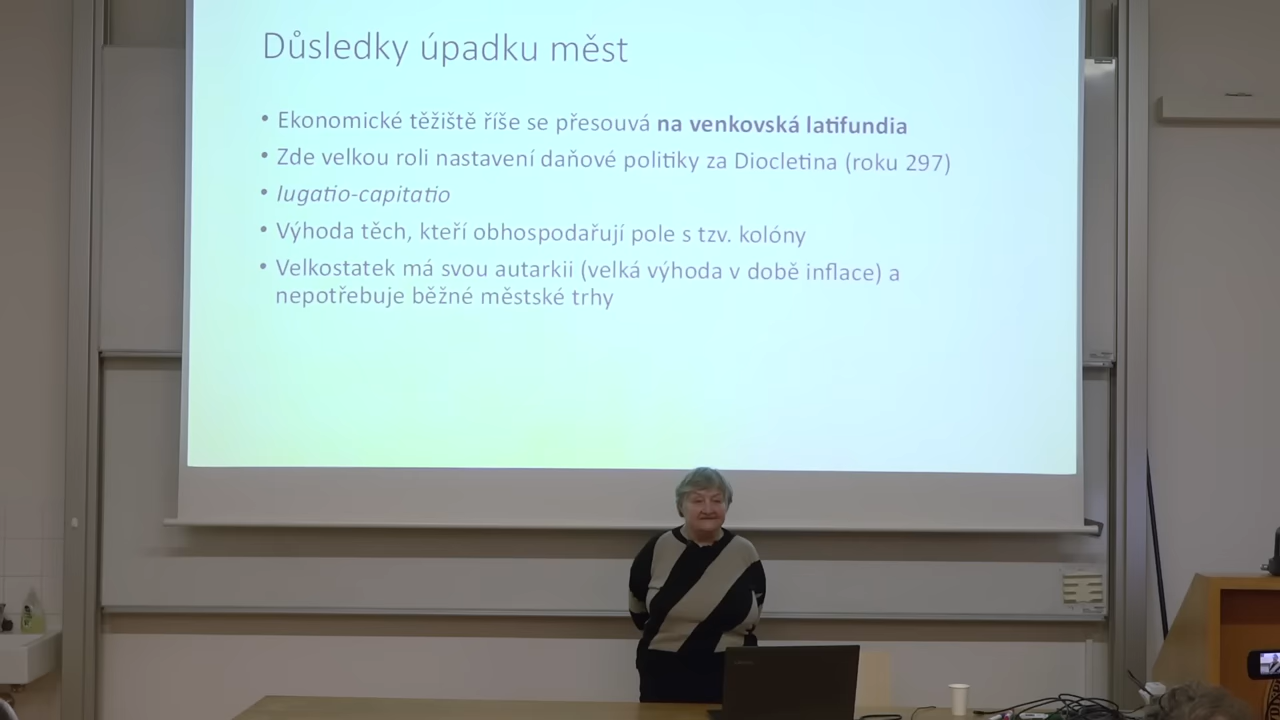 Důsledky úpadku měst
• Ekonomické těžiště říše se přesouvá na venkovská latifundia
• Zde velkou roli nastavení daňové politiky za Diocletina (roku 297)
• Iugatio-capitatio
• Výhoda těch, kteří obhospodařují pole s tzv. kolóny
• Velkostatek má svou autarkii (velká výhoda v době inflace) a
nepotřebuje běžné městské trhy